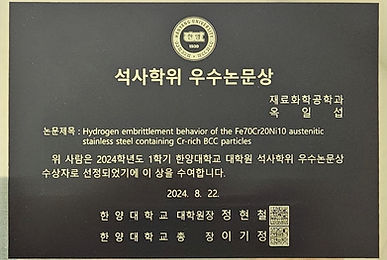 HANYANG UNIVERSITY
한양
1939
석사학위 우수논문상
재료화학공학과
옥 일 섭
논문제목 : Hydrogen embrittlement behavior of the Fe70Cr20Ni10 austenitic
stainless steel containing Cr-rich BCC particles
위 사람은 2024학년도 1학기 한양대학교 대학원 석사학위 우수논문상
수상자로 선정되었기에 이 상을 수여합니다.
2024. 8. 22.
한양대학교 대학원장 정현철
한양대학교총 장이기정